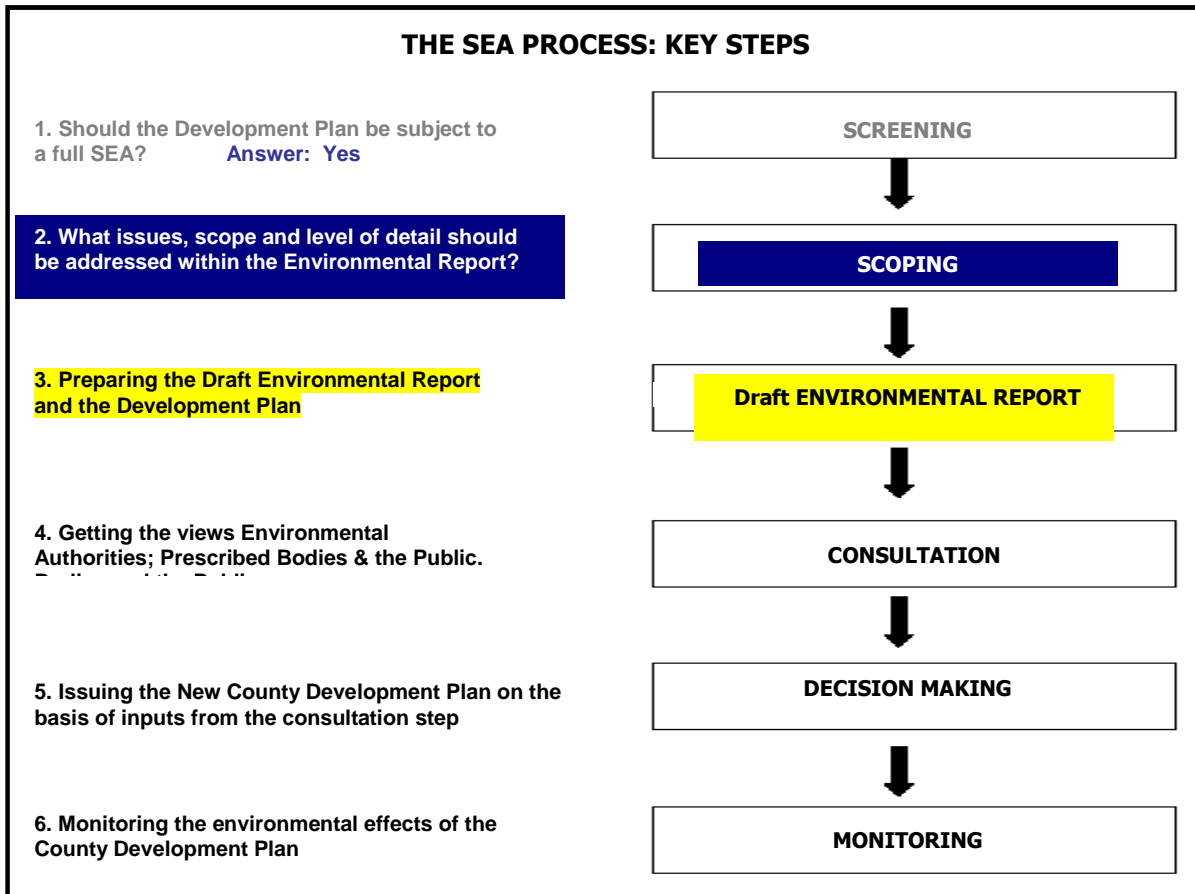 THE SEA PROCESS: KEY STEPS
1. Should the Development Plan be subject to
a full SEA? Answer: Yes
SCREENING
2. What issues, scope and level of detail should
be addressed within the Environmental Report?
SCOPING
3. Preparing the Draft Environmental Report
and the Development Plan
Draft ENVIRONMENTAL REPORT
4. Getting the views Environmental
Authorities; Prescribed Bodies & the Public.
CONSULTATION
5. Issuing the New County Development Plan on the
basis of inputs from the consultation step
DECISION MAKING
6. Monitoring the environmental effects of the
County Development Plan
MONITORING